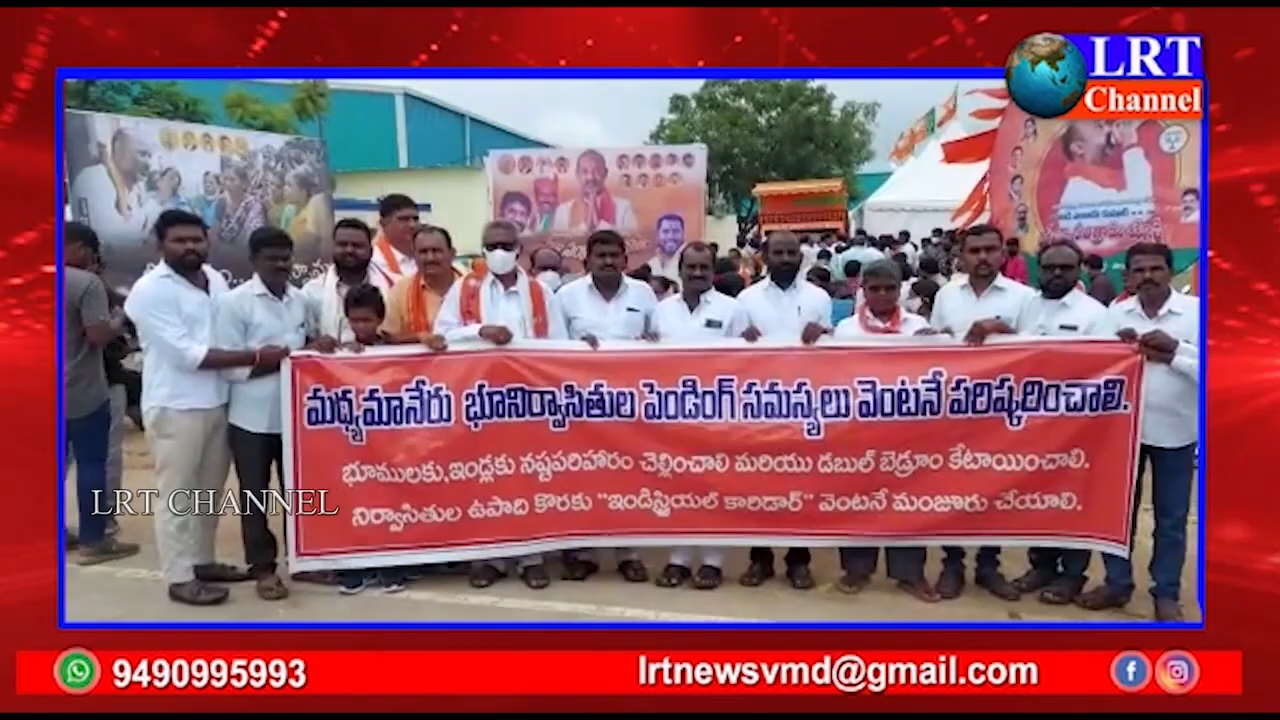 LRT
Channel
మధ్యమానేరు భూనిర్వాసితుల పెండింగ్ సమస్యలు వెంటనే పరిష్కరించాలి.
భూములకు,ఇండ్లకు నష్టపరిహారం చెల్లించాలి మరియు డబుల్ బెడ్రూం కేటాయించాలి.
నిర్వాసితుల ఉపాది కొరకు "ఇండిస్ట్రియల్ కారిడార్" వెంటనే మంజూరు చేయాలి.
LRT CHANNEL
9490995993
lrtnewsvmd@gmail.com